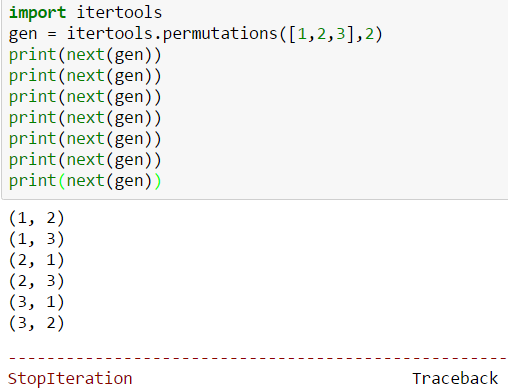 import itertools
gen = itertools.permutations([1,2,3],2)
print(next(gen))
print(next(gen))
print(next(gen))
print(next(gen))
print(next(gen))
print(next(gen))
print(next(gen))
(1, 2)
(1, 3)
(2, 1)
(2, 3)
(3, 1)
(3, 2)
----------------------------------------------------
StopIteration Traceback